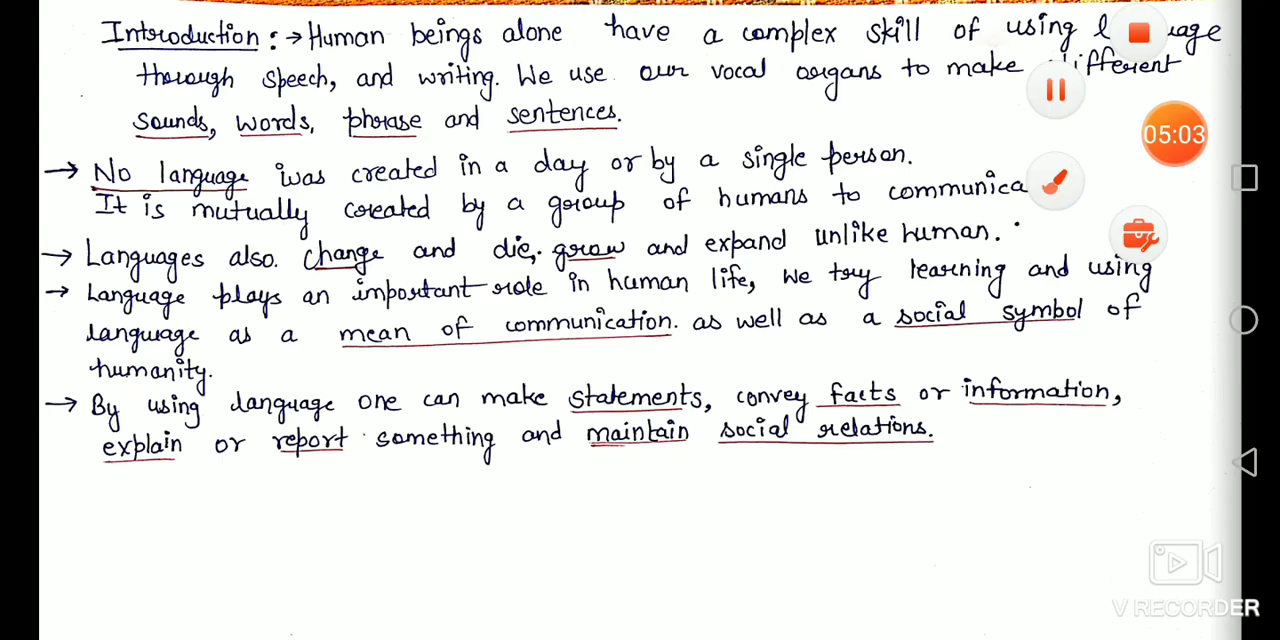 Introduction :→ Human beings alone have a complex skill of using
through speech, and writing. We use our vocal organs to make different
sounds, words, phrase and sentences.
→ No language was created in a day or by a single person.
It is mutually created by a group of humans to communica
→ Languages also. change and die,. grow and expand unlike human.
→ Language plays an important role in human life, we try learning and using
language as a mean of communication. as well as a social symbol of
humanity.
→ By using language one can make statements, convey facts or information,
explain or report something and maintain social relations.
05:03
V RECORDER